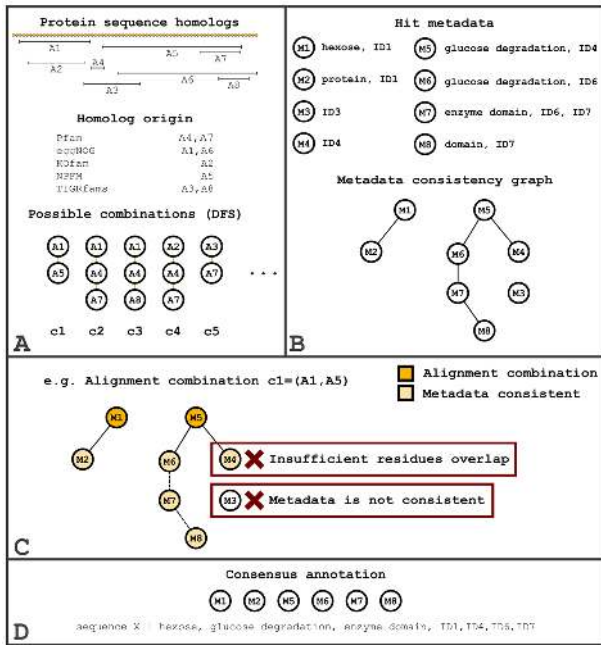 Protein sequence homologs
A1
A5
A7
A2
A4
A6
A8
A3
Homolog origin
Pfam A4,A7
eggNOG A1,A6
KOfam A2
NPFM A5
TIGRfams A3,A8
Possible combinations (DFS)
A1 A1 A1 A2 A3
A5 A4 A4 A4 A7 ...
A7 A8 A7
c1 c2 c3 c4 c5
A
Hit metadata
M1 hexose, ID1
M5 glucose degradation, ID4
M2 protein, ID1
M6 glucose degradation, ID6
M3 ID3
M7 enzyme domain, ID6, ID7
M4 ID4
M8 domain, ID7
Metadata consistency graph
M1 M5
M2 M6 M4
M7 M3
M8
B
e.g. Alignment combination c1=(A1,A5)
Alignment combination
Metadata consistent
M1 M5
M2 M6 M4 Insufficient residues overlap
M7 M3 Metadata is not consistent
M8
C
Consensus annotation
M1 M2 M5 M6 M7 M8
sequence X: hexose, glucose degradation, enzyme domain, ID1,ID4,ID6,ID7
D